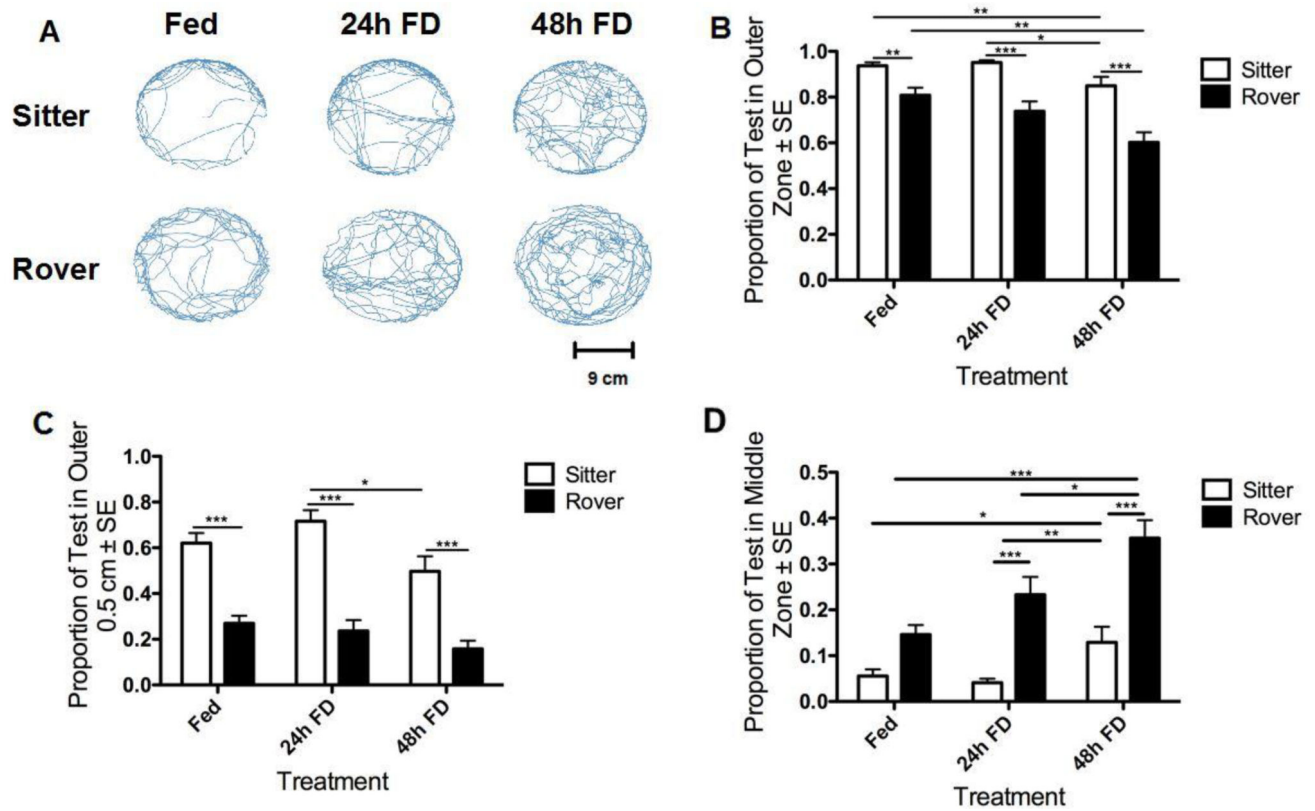 A
Fed 24h FD 48h FD
Sitter
Rover
9 cm
B
** 
**
*
** *** ***
Proportion of Test in Outer
Zone ± SE
1.0
0.8
0.6
0.4
0.2
0.0
Fed 24h FD 48h FD
Treatment
Sitter
Rover
C
*
*** *** ***
Proportion of Test in Outer
0.5 cm ± SE
1.0
0.8
0.6
0.4
0.2
0.0
Fed 24h FD 48h FD
Treatment
Sitter
Rover
D
***
*
***
*
**
***
Proportion of Test in Middle
Zone ± SE
0.5
0.4
0.3
0.2
0.1
0.0
Fed 24h FD 48h FD
Treatment
Sitter
Rover